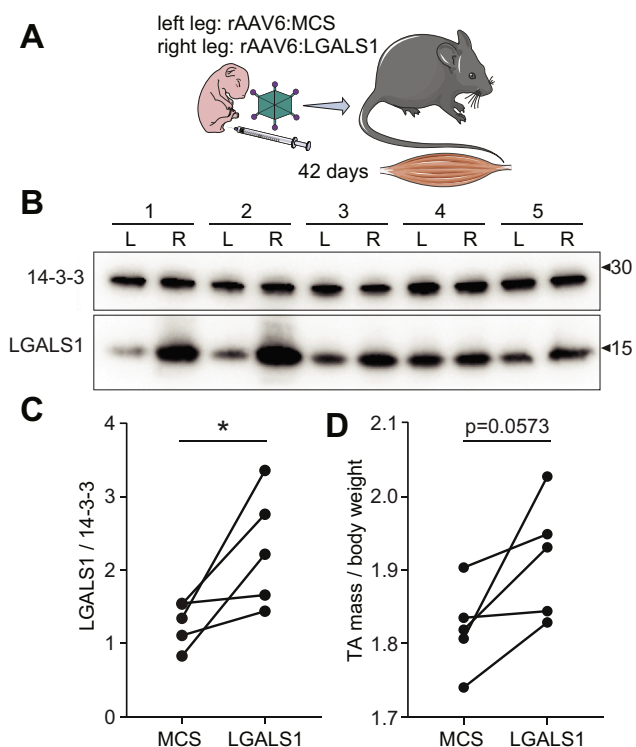 A
left leg: rAAV6:MCS
right leg: rAAV6:LGALS1
42 days
B
1 2 3 4 5
L R L R L R L R L R
14-3-3
◄30
LGALS1
◄15
C
LGALS1 / 14-3-3
4
3
2
1
0
*
MCS LGALS1
D
TA mass / body weight
2.1
2.0
1.9
1.8
1.7
p=0.0573
MCS LGALS1